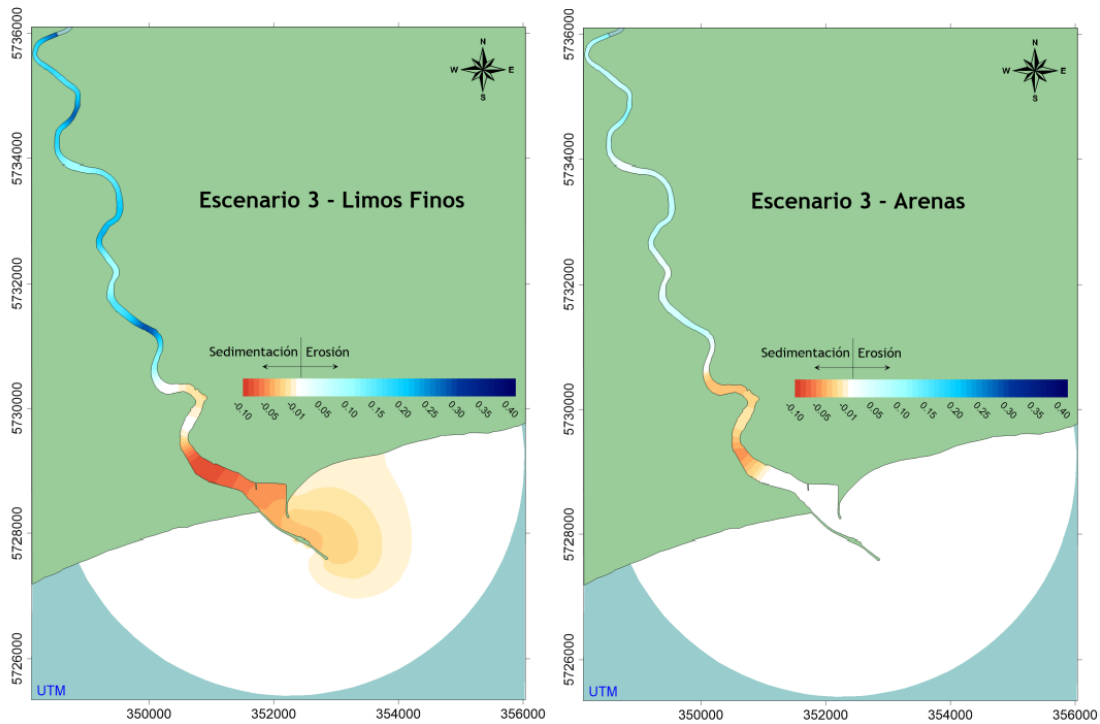 5736000
5734000
5732000
5730000
5728000
5726000
N
W E
S
Escenario 3 - Limos Finos
Sedimentación Erosión
-0.10 -0.05 -0.01 0.05 0.10 0.15 0.20 0.25 0.30 0.35 0.40
UTM
350000 352000 354000 356000
5736000
5734000
5732000
5730000
5728000
5726000
N
W E
S
Escenario 3 - Arenas
Sedimentación Erosión
-0.10 -0.05 -0.01 0.05 0.10 0.15 0.20 0.25 0.30 0.35 0.40
UTM
350000 352000 354000 356000